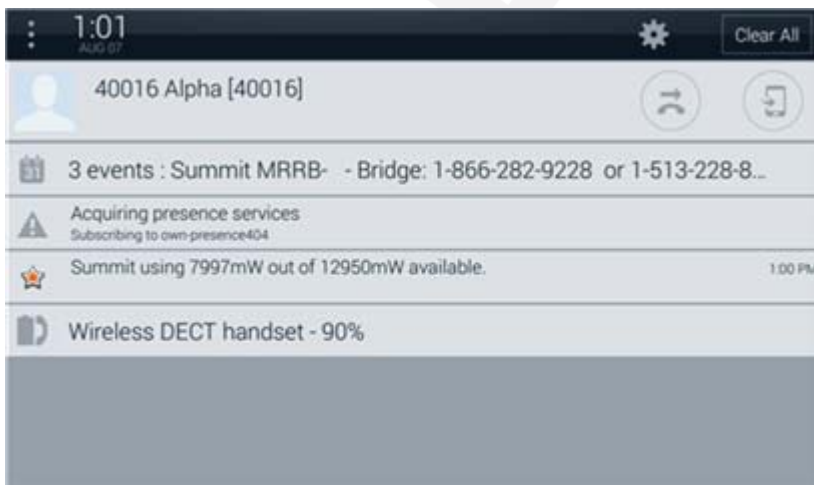 1:01
AUG 07
Clear All
40016 Alpha [40016]
31
3 events : Summit MRRB- - Bridge: 1-866-282-9228 or 1-513-228-8...
Acquiring presence services
Subscribing to own-presence404
Summit using 7997mW out of 12950mW available.
1:00 PM
Wireless DECT handset - 90%